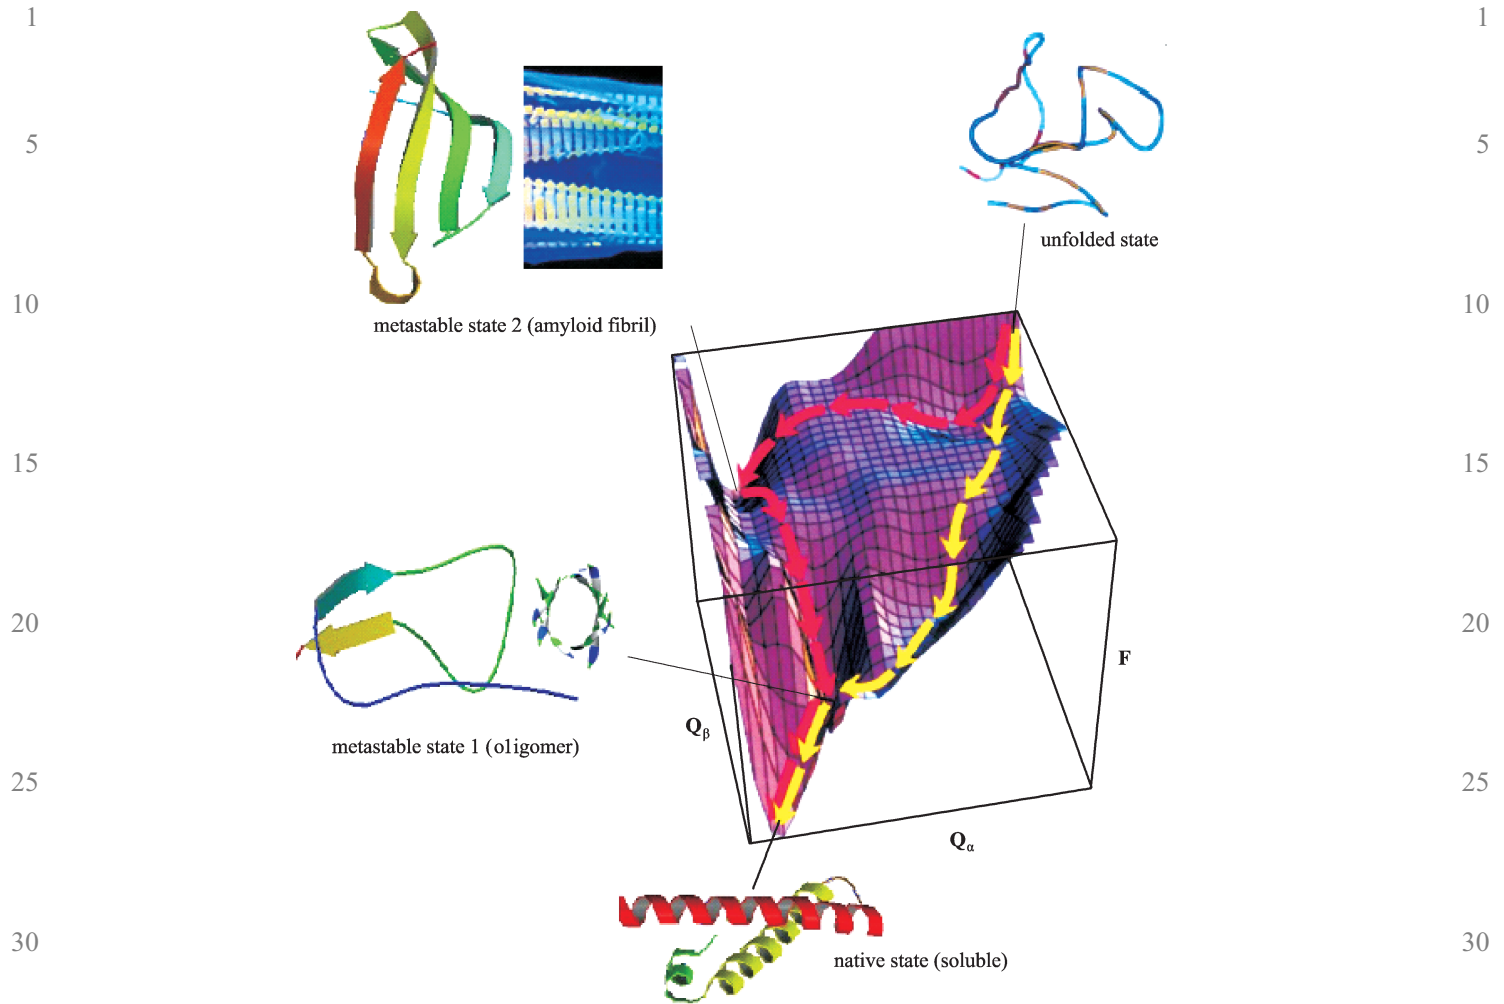 1 1
5 5
unfolded state
10 10
metastable state 2 (amyloid fibril)
15 15
20 20
F
Qβ
metastable state 1 (oligomer)
25 25
Qα
30 30
native state (soluble)